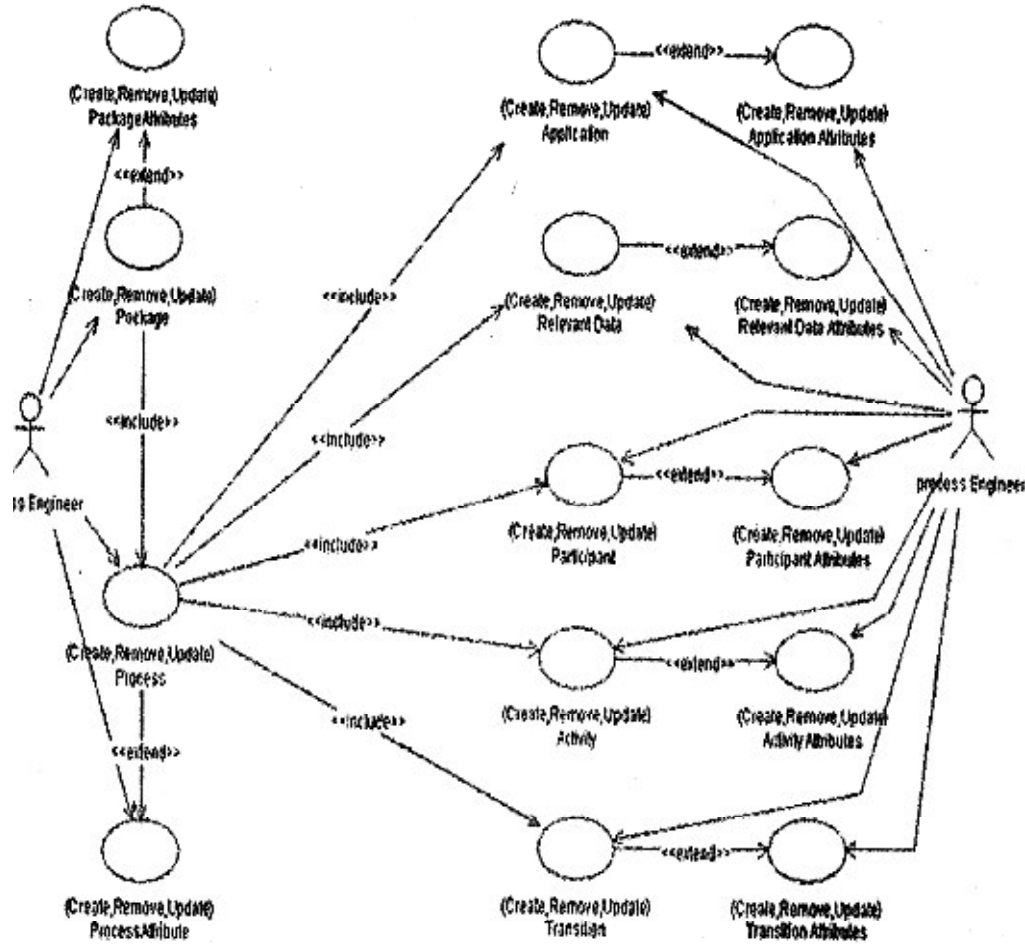 <<extend>>
(Create,Remove,Update)
Package Attributes
(Create,Remove,Update)
Application
(Create,Remove,Update)
Application Attributes
<<extend>>
<<extend>>
(Create,Remove,Update)
Package
<<include>>
(Create,Remove,Update)
Relevant Data
(Create,Remove,Update)
Relevant Data Attributes
<<include>>
<<include>>
ss Engineer
<<extend>>
process Engineer
<<include>>
(Create,Remove,Update)
Participant
(Create,Remove,Update)
Participant Attributes
<<include>>
(Create,Remove,Update)
Process
<<extend>>
<<include>>
(Create,Remove,Update)
Activity
(Create,Remove,Update)
Activity Attributes
<<extend>>
<<extend>>
(Create,Remove,Update)
Process Attribute
(Create,Remove,Update)
Transition
(Create,Remove,Update)
Transition Attributes